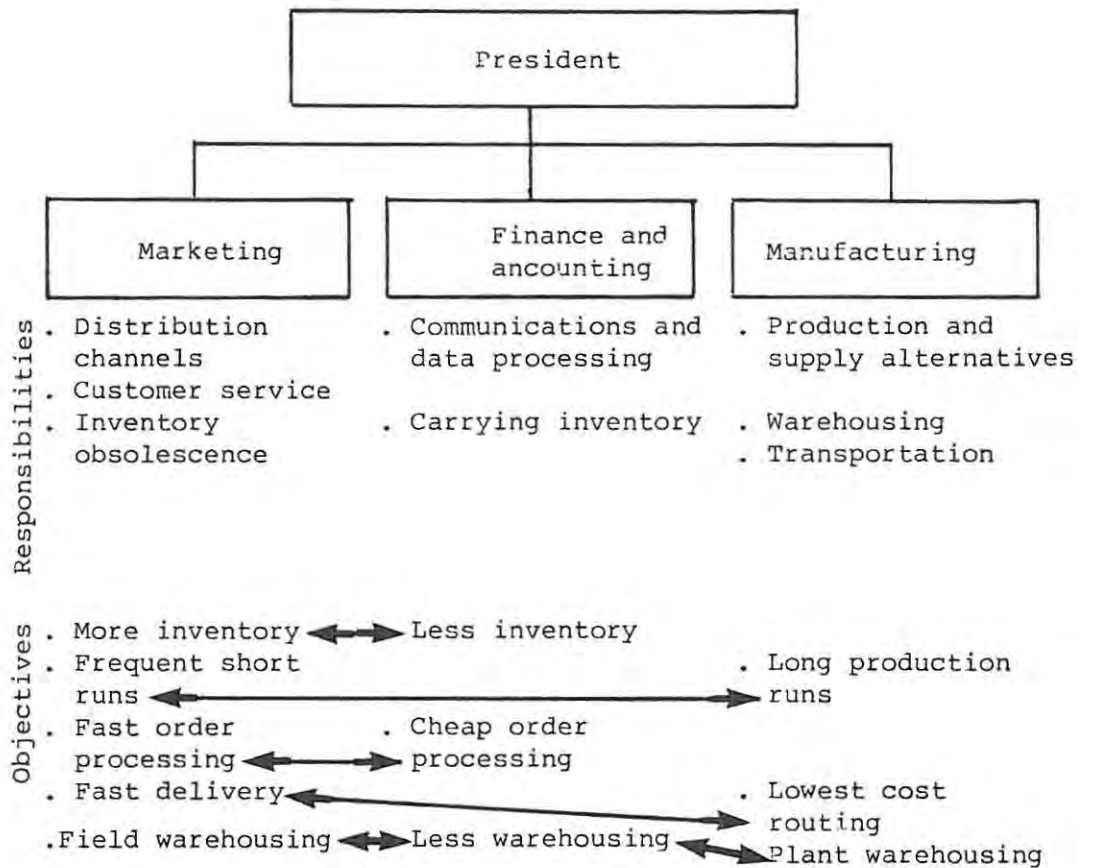 President
Marketing
Finance and
ancounting
Manufacturing
Responsibilities
. Distribution
channels
. Customer service
. Inventory
obsolescence
. Communications and
data processing
. Carrying inventory
. Production and
supply alternatives
. Warehousing
. Transportation
Objectives
. More inventory
Less inventory
. Frequent short
runs
. Long production
runs
. Fast order
processing
. Cheap order
processing
. Fast delivery
. Lowest cost
routing
.Field warehousing
Less warehousing
Plant warehousing